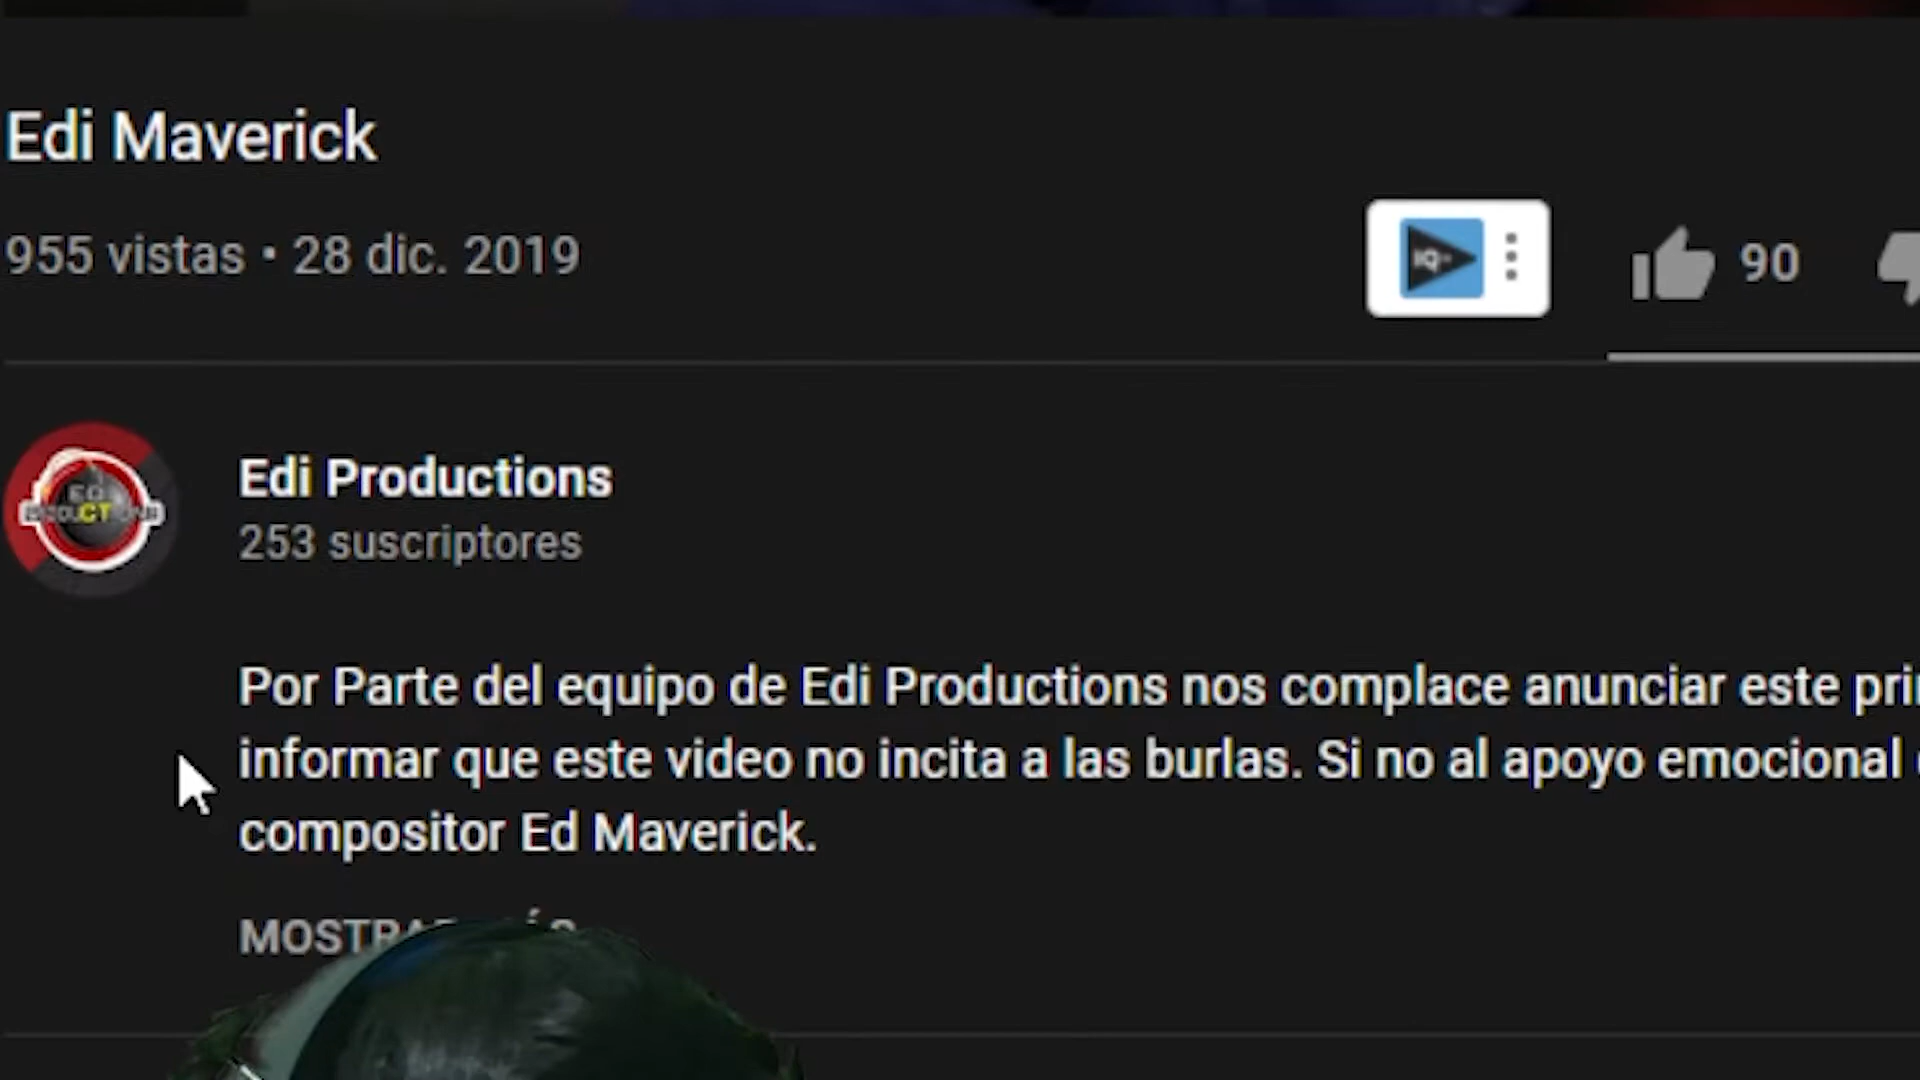 Edi Maverick
955 vistas • 28 dic. 2019
IQ
90
Edi Productions
253 suscriptores
Por Parte del equipo de Edi Productions nos complace anunciar este
informar que este video no incita a las burlas. Si no al apoyo emocional
compositor Ed Maverick.